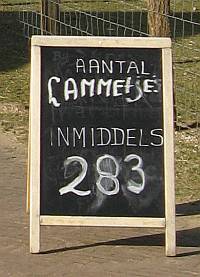 AANTAL
LAMMETJES
INMIDDELS
283